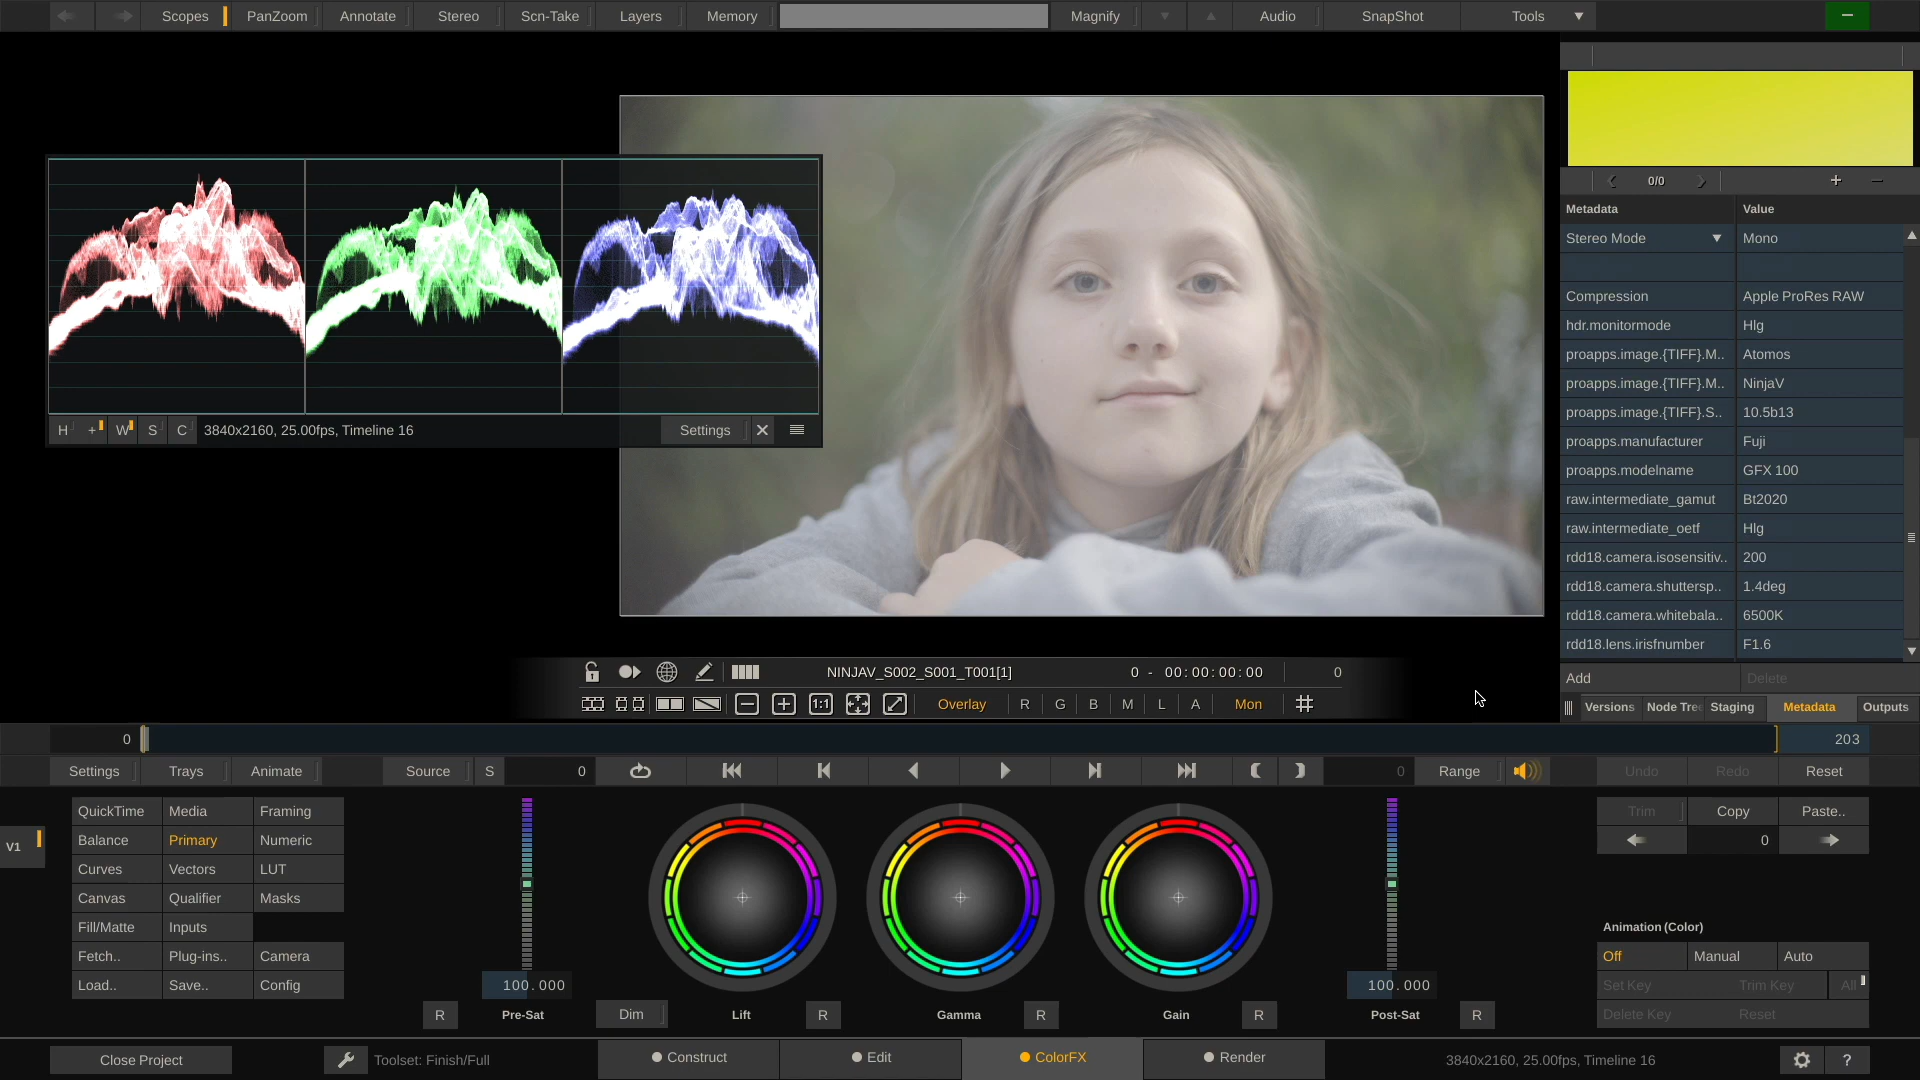 Scopes PanZoom Annotate Stereo Scn-Take Layers Memory Magnify Audio SnapShot Tools
0/0
Metadata Value
Stereo Mode Mono
Compression Apple ProRes RAW
hdr.monitormode Hlg
proapps.image.{TIFF}.M.. Atomos
proapps.image.{TIFF}.M.. NinjaV
proapps.image.{TIFF}.S.. 10.5b13
proapps.manufacturer Fuji
proapps.modelname GFX 100
raw.intermediate_gamut Bt2020
raw.intermediate_oetf Hlg
rdd18.camera.isosensitiv.. 200
rdd18.camera.shuttersp.. 1.4deg
rdd18.camera.whitebala.. 6500K
rdd18.lens.irisfnumber F1.6
Add Delete
Versions Node Tre Staging Metadata Outputs
H + W S C 3840x2160, 25.00fps, Timeline 16 Settings
NINJAV_S002_S001_T001[1] 0 - 00:00:00:00 0
1:1 Overlay R G B M L A Mon
0 203
Settings Trays Animate Source S 0 0 Range Undo Redo Reset
QuickTime Media Framing
Balance Primary Numeric
Curves Vectors LUT
Canvas Qualifier Masks
Fill/Matte Inputs
Fetch.. Plug-ins.. Camera
Load.. Save.. Config
V1
100.000 100.000
R Pre-Sat Dim Lift R Gamma R Gain R Post-Sat R
Trim Copy Paste..
0
Animation (Color)
Off Manual Auto
Set Key Trim Key All
Delete Key Reset
Close Project Toolset: Finish/Full Construct Edit ColorFX Render 3840x2160, 25.00fps, Timeline 16 ?